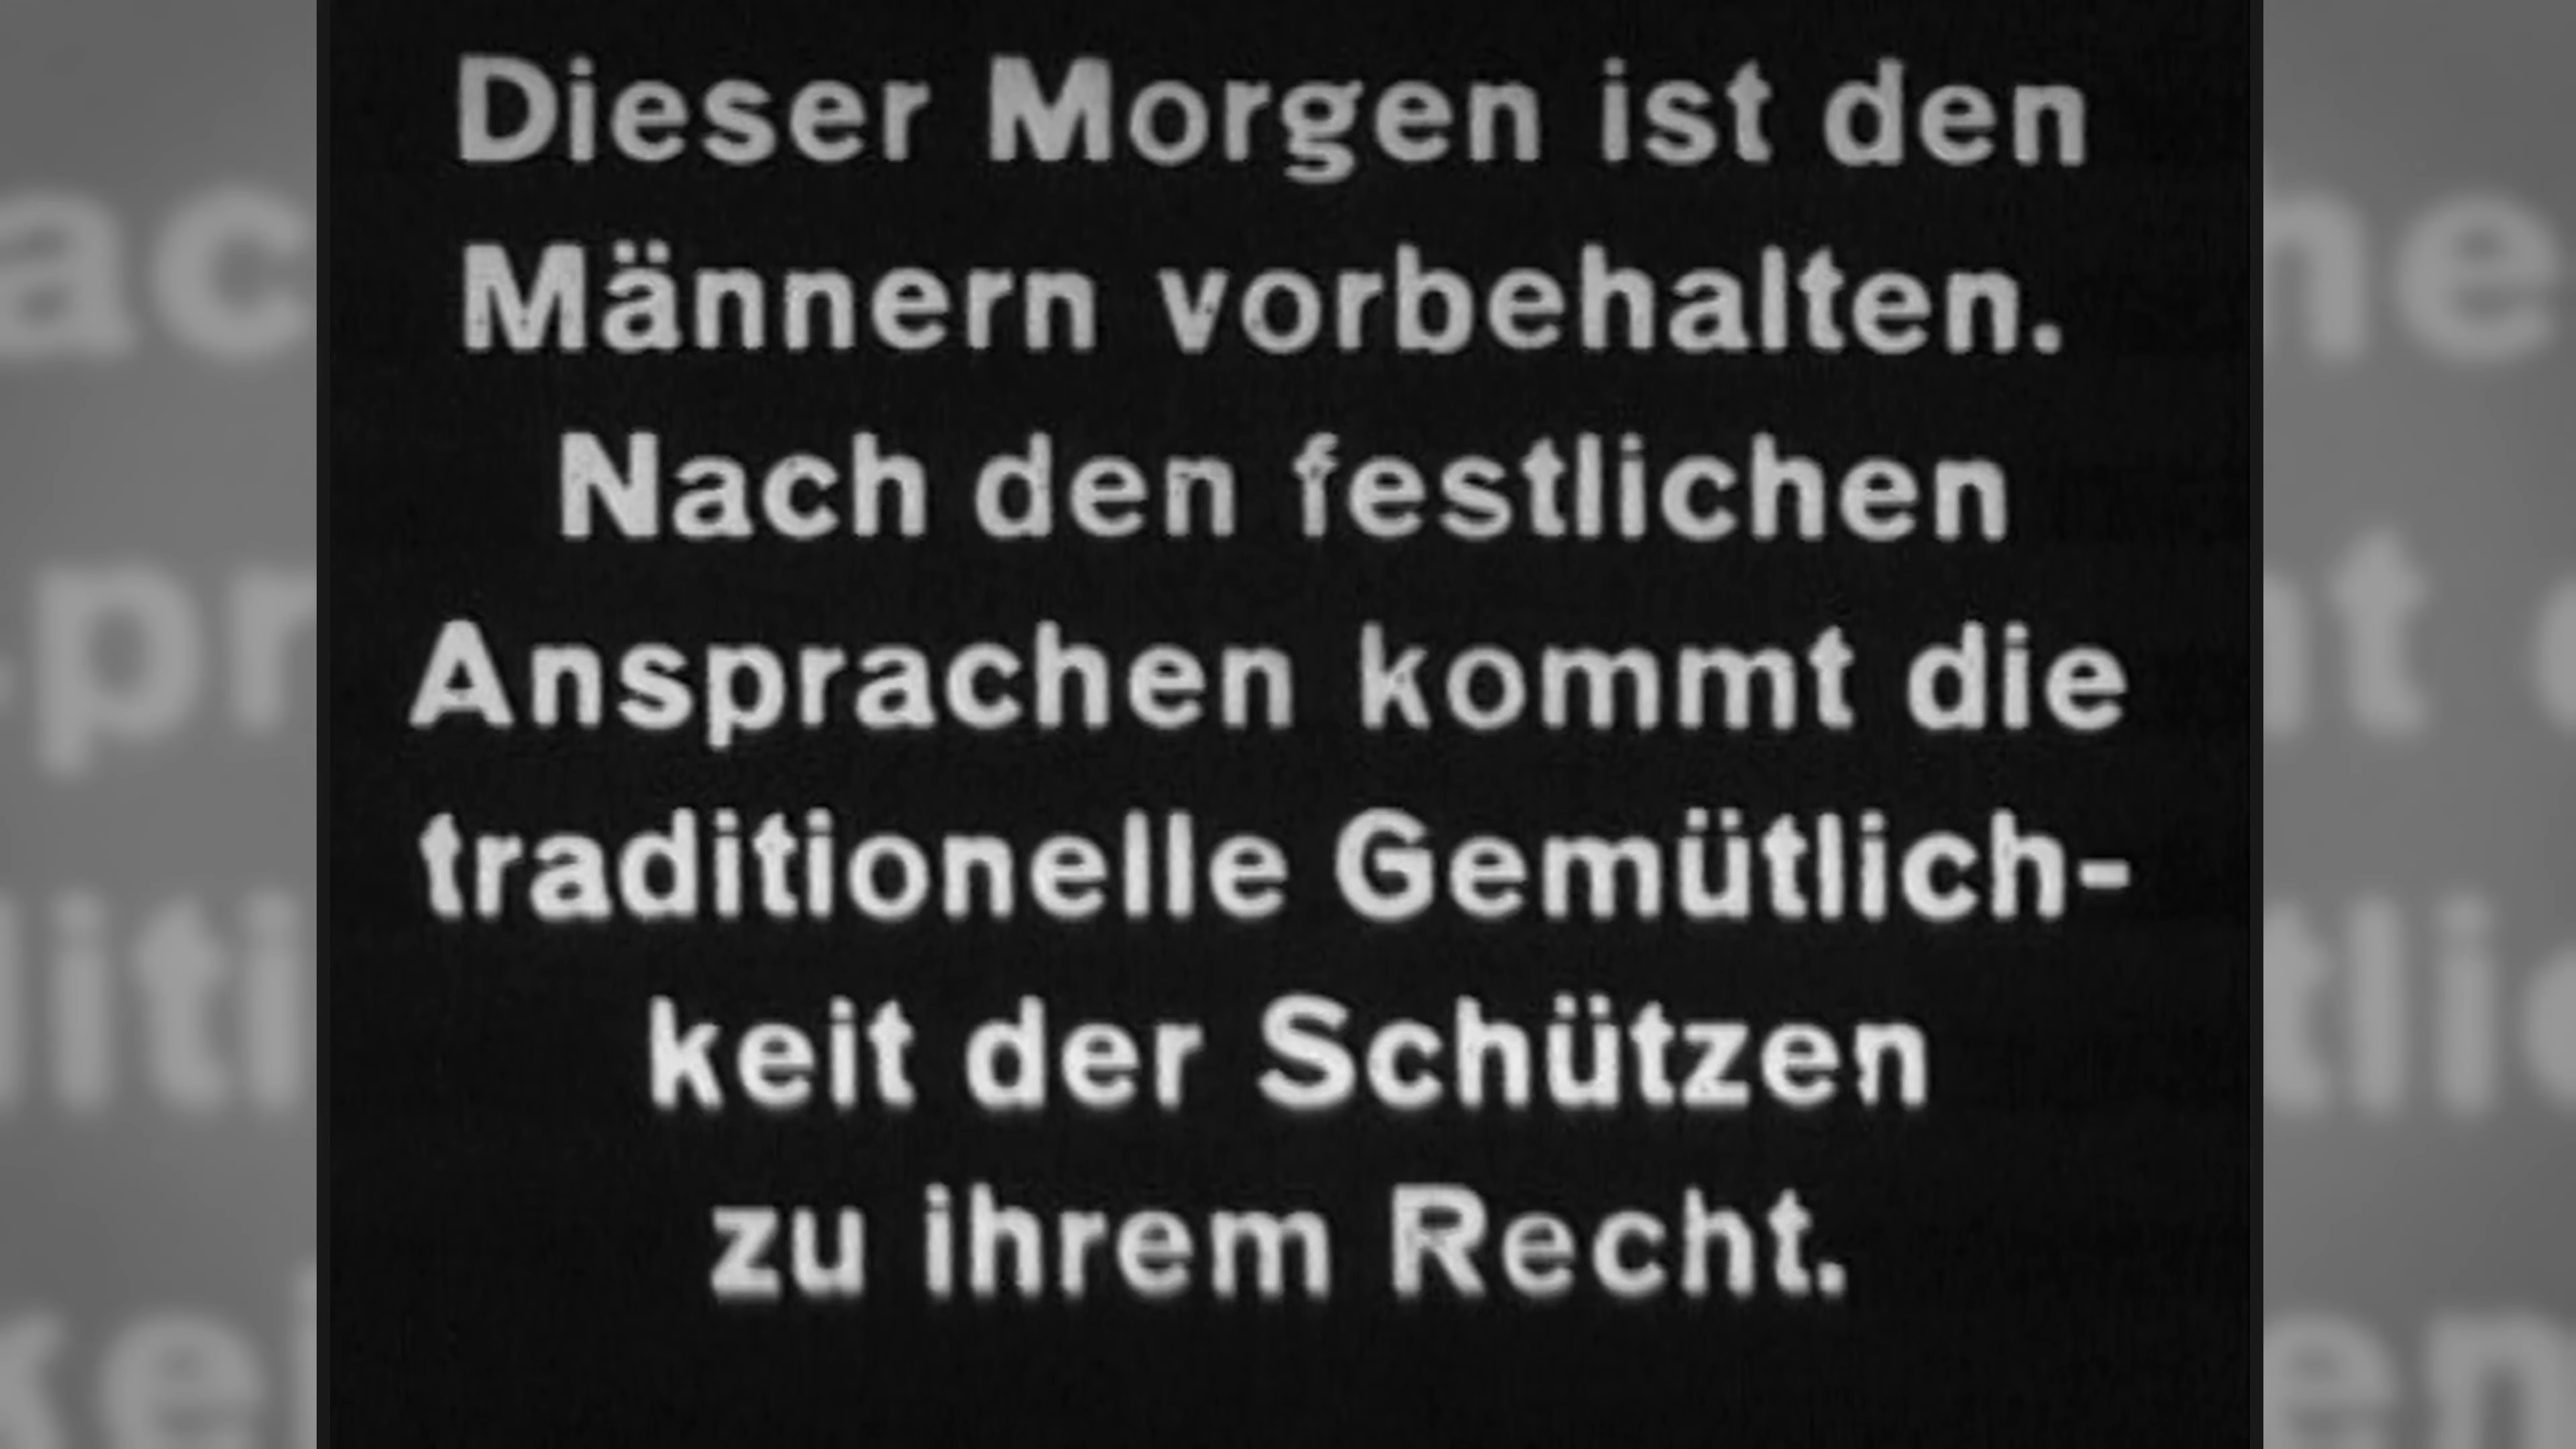 Dieser Morgen ist den
Männern vorbehalten.
Nach den festlichen
Ansprachen kommt die
traditionelle Gemütlich-
keit der Schützen
zu ihrem Recht.